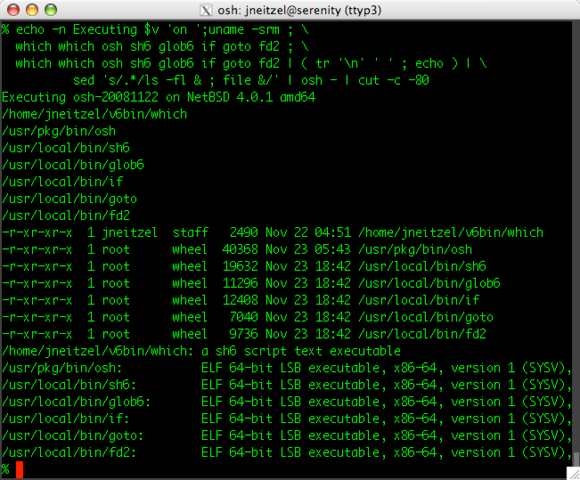 osh: jneitzel@serenity (ttyp3)
% echo -n Executing $v 'on ';uname -srm ; \
  which which osh sh6 glob6 if goto fd2 ; \
  which which osh sh6 glob6 if goto fd2 | ( tr '\n' ' ' ; echo ) | \
          sed 's/.*/ls -fl & ; file &/' | osh - | cut -c -80
Executing osh-20081122 on NetBSD 4.0.1 amd64
/home/jneitzel/v6bin/which
/usr/pkg/bin/osh
/usr/local/bin/sh6
/usr/local/bin/glob6
/usr/local/bin/if
/usr/local/bin/goto
/usr/local/bin/fd2
-r-xr-xr-x  1 jneitzel  staff   2490 Nov 22 04:51 /home/jneitzel/v6bin/which
-r-xr-xr-x  1 root      wheel  40368 Nov 23 05:43 /usr/pkg/bin/osh
-r-xr-xr-x  1 root      wheel  19632 Nov 23 18:42 /usr/local/bin/sh6
-r-xr-xr-x  1 root      wheel  11296 Nov 23 18:42 /usr/local/bin/glob6
-r-xr-xr-x  1 root      wheel  12408 Nov 23 18:42 /usr/local/bin/if
-r-xr-xr-x  1 root      wheel   7040 Nov 23 18:42 /usr/local/bin/goto
-r-xr-xr-x  1 root      wheel   9736 Nov 23 18:42 /usr/local/bin/fd2
/home/jneitzel/v6bin/which: a sh6 script text executable
/usr/pkg/bin/osh:           ELF 64-bit LSB executable, x86-64, version 1 (SYSV),
/usr/local/bin/sh6:         ELF 64-bit LSB executable, x86-64, version 1 (SYSV),
/usr/local/bin/glob6:       ELF 64-bit LSB executable, x86-64, version 1 (SYSV),
/usr/local/bin/if:          ELF 64-bit LSB executable, x86-64, version 1 (SYSV),
/usr/local/bin/goto:        ELF 64-bit LSB executable, x86-64, version 1 (SYSV),
/usr/local/bin/fd2:         ELF 64-bit LSB executable, x86-64, version 1 (SYSV),
%